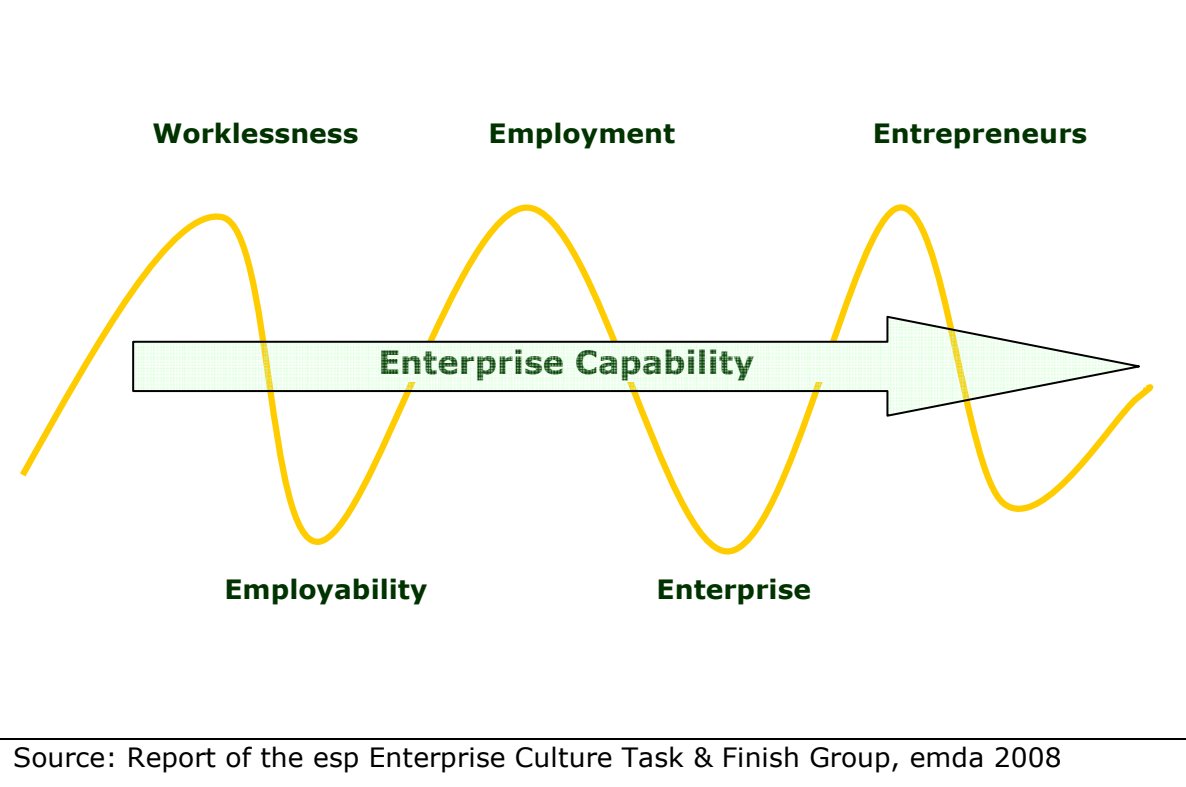 Worklessness Employment Entrepreneurs
Enterprise Capability
Employability Enterprise
Source: Report of the esp Enterprise Culture Task & Finish Group, emda 2008